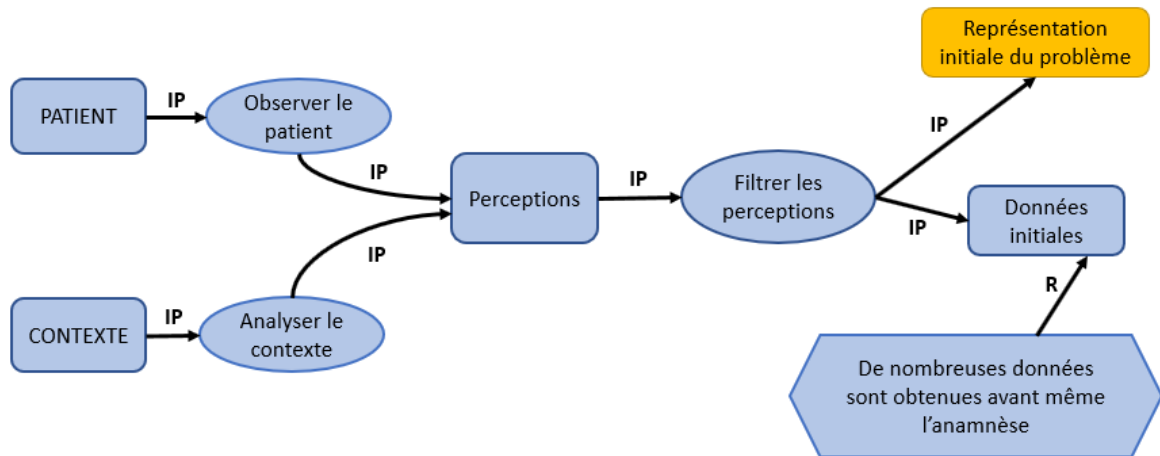 Représentation
initiale du problème
PATIENT
IP
Observer le
patient
IP
IP
Perceptions
IP
Filtrer les
perceptions
IP
Données
initiales
IP
R
CONTEXTE
IP
Analyser le
contexte
De nombreuses données
sont obtenues avant même
l'anamnèse